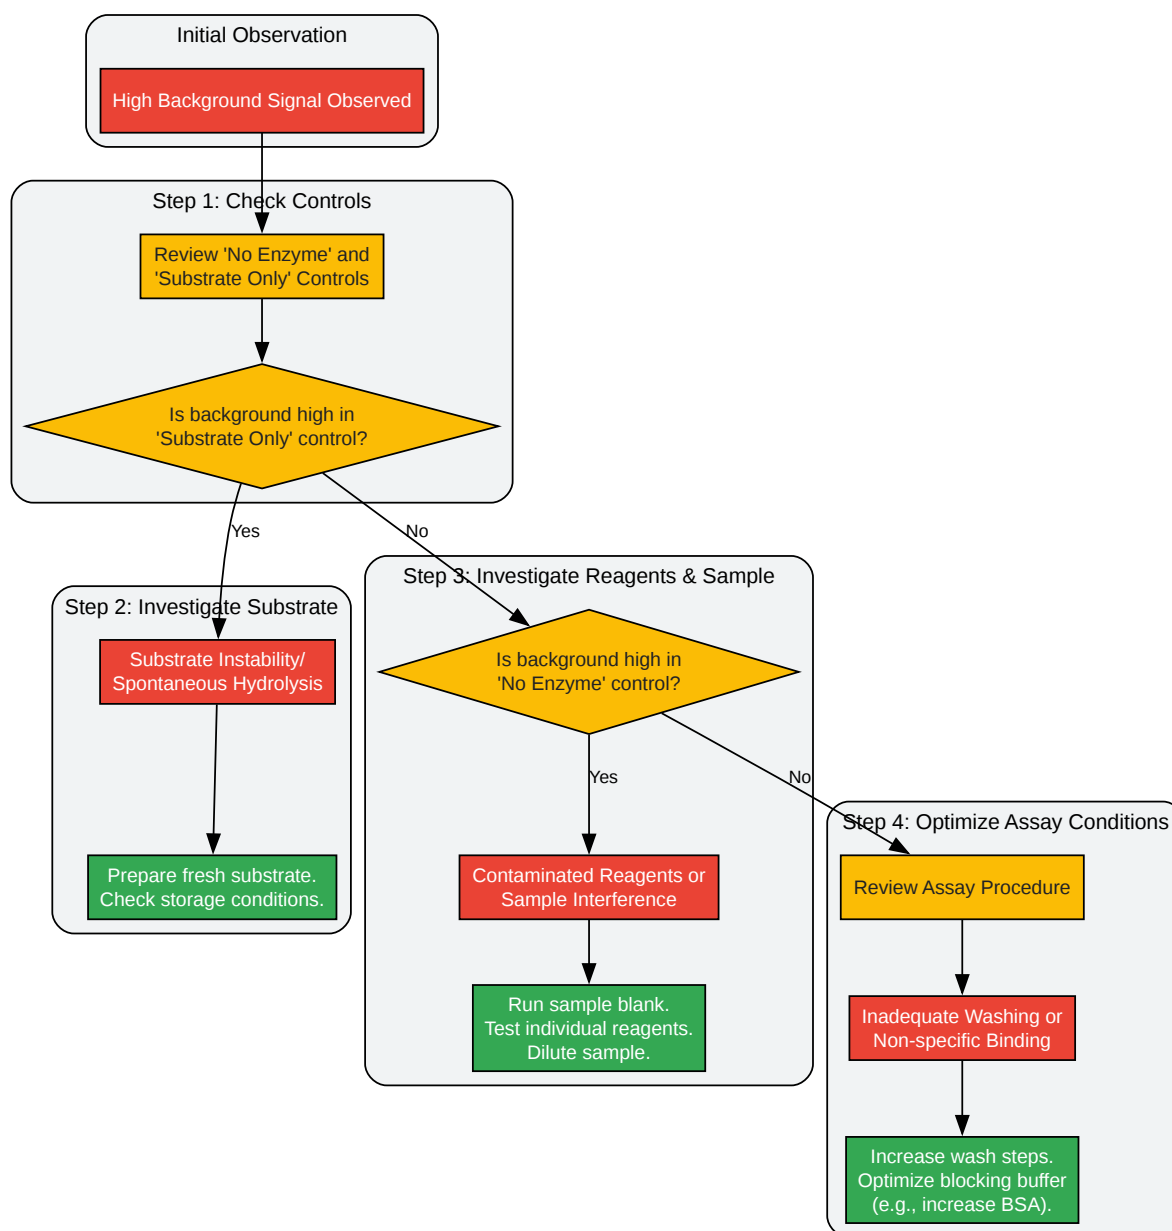 Initial Observation
High Background Signal Observed
Step 1: Check Controls
Review 'No Enzyme' and
'Substrate Only' Controls
Is background high in
'Substrate Only' control?
Yes
No
Step 2: Investigate Substrate
Substrate Instability/
Spontaneous Hydrolysis
Prepare fresh substrate.
Check storage conditions.
Step 3: Investigate Reagents & Sample
Is background high in
'No Enzyme' control?
Yes
No
Contaminated Reagents or
Sample Interference
Run sample blank.
Test individual reagents.
Dilute sample.
Step 4: Optimize Assay Conditions
Review Assay Procedure
Inadequate Washing or
Non-specific Binding
Increase wash steps.
Optimize blocking buffer
(e.g., increase BSA).